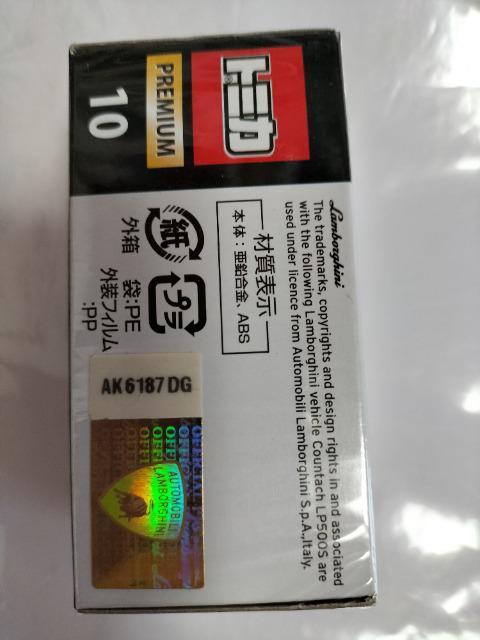 トミカ
PREMIUM
10
Lamborghini
The trademarks, copyrights and design rights in and associated
with the following Lamborghini vehicle Countach LP500S are
used under licence from Automobili Lamborghini S.p.A.,Italy.
材質表示
本体:亜鉛合金、ABS
紙
外箱
プラ
袋:PE
外装フィルム
:PP
AK6187DG
AUTOMOBILI
LAMBORGHINI